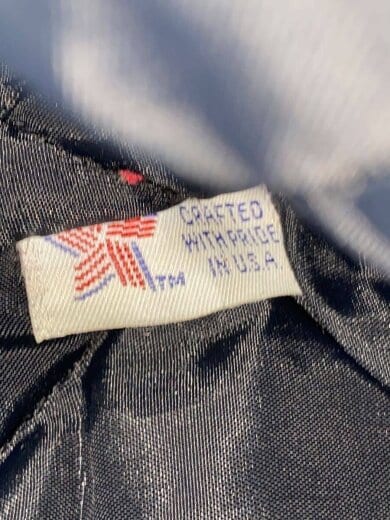 CRAFTED
WITH PRIDE
IN U.S.A.
TM